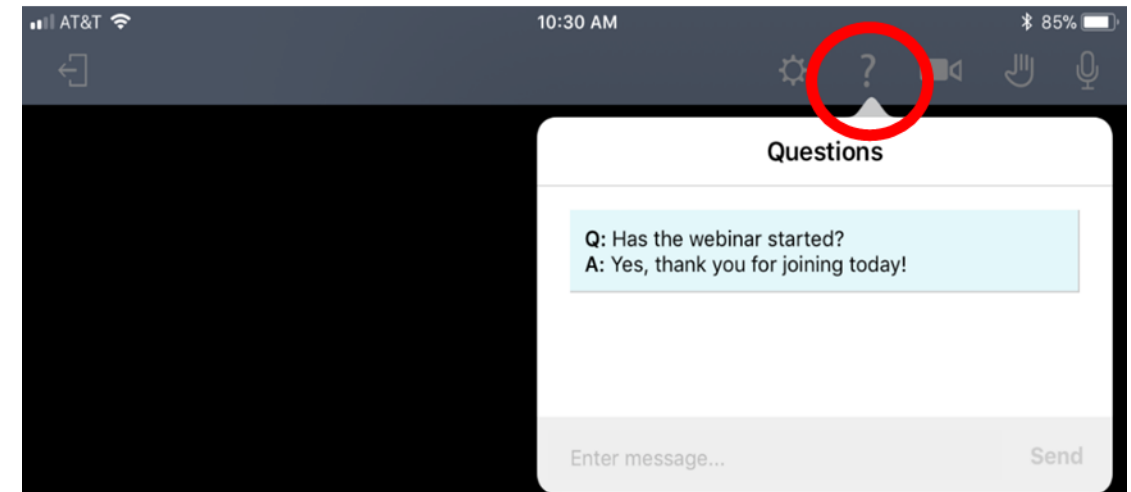 AT&T 10:30 AM 85%
?
Questions
Q: Has the webinar started?
A: Yes, thank you for joining today!
Enter message... Send